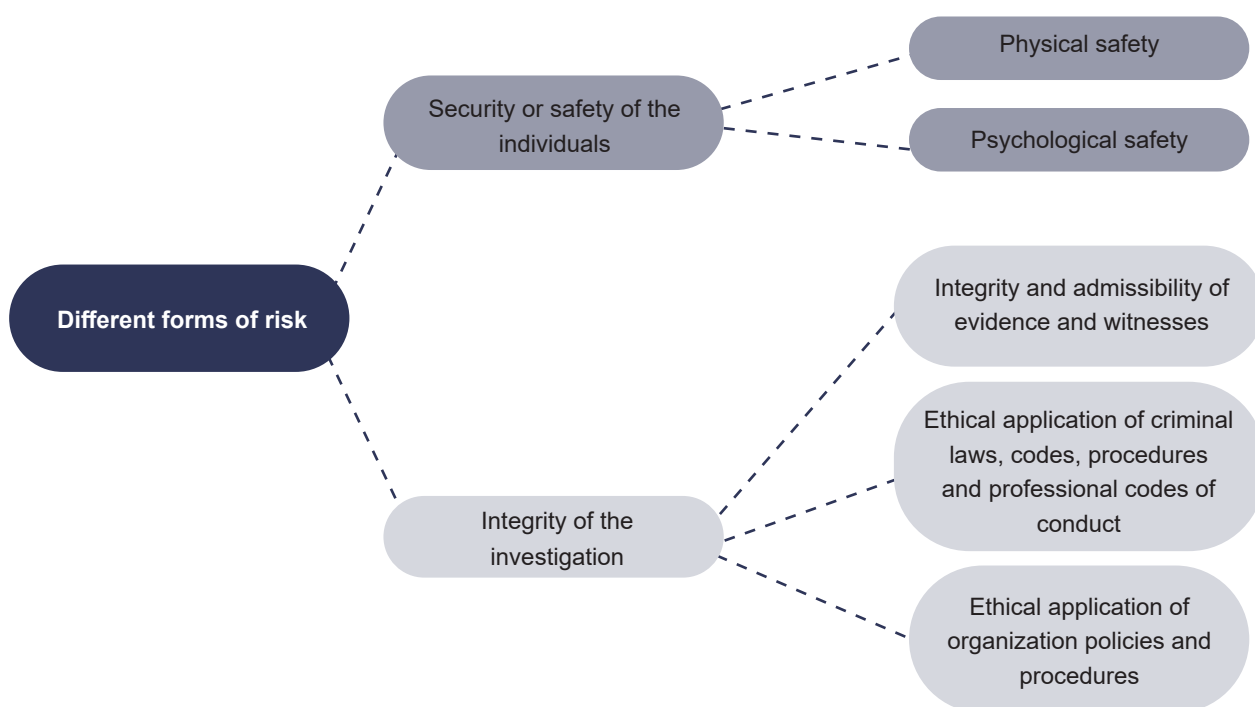 Physical safety
Security or safety of the
individuals
Psychological safety
Different forms of risk
Integrity and admissibility of
evidence and witnesses
Ethical application of criminal
laws, codes, procedures
and professional codes of
conduct
Integrity of the
investigation
Ethical application of
organization policies and
procedures